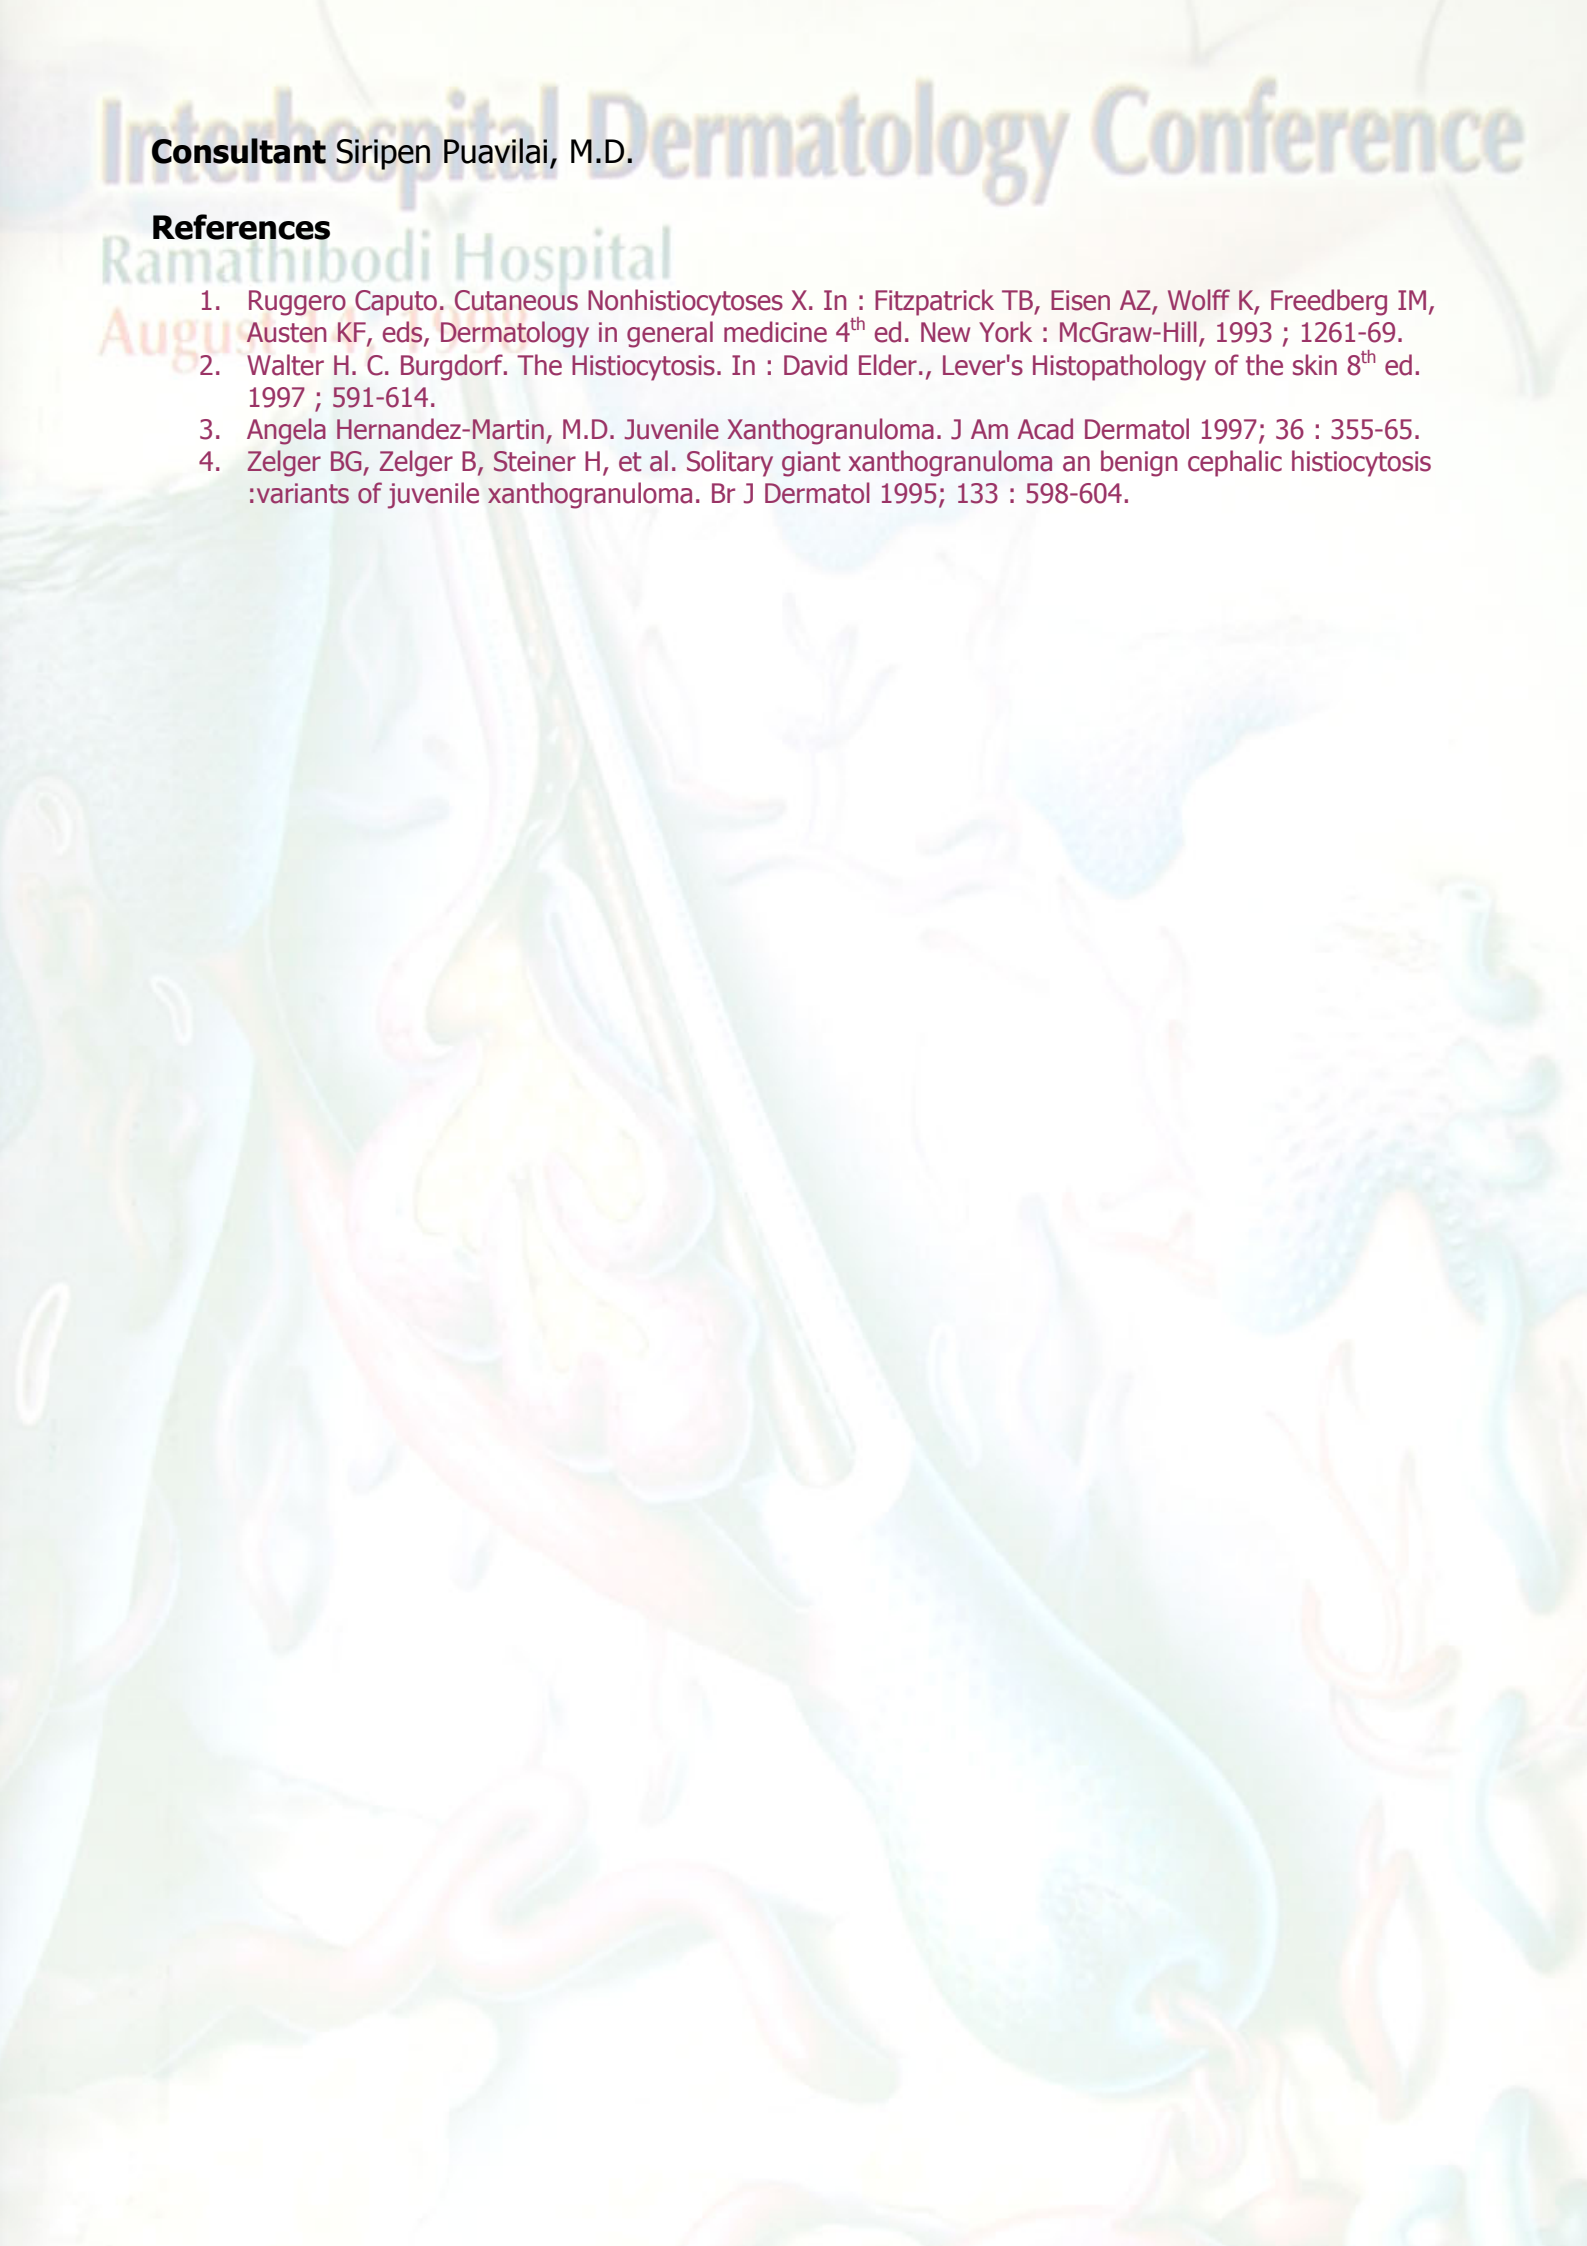 Interhospital Dermatology Conference
Consultant Siripen Puavilai, M.D.
References
Ramathibodi Hospital
August 14, 1998
1. Ruggero Caputo. Cutaneous Nonhistiocytoses X. In : Fitzpatrick TB, Eisen AZ, Wolff K, Freedberg IM,
Austen KF, eds, Dermatology in general medicine 4th ed. New York : McGraw-Hill, 1993 ; 1261-69.
2. Walter H. C. Burgdorf. The Histiocytosis. In : David Elder., Lever's Histopathology of the skin 8th ed.
1997 ; 591-614.
3. Angela Hernandez-Martin, M.D. Juvenile Xanthogranuloma. J Am Acad Dermatol 1997; 36 : 355-65.
4. Zelger BG, Zelger B, Steiner H, et al. Solitary giant xanthogranuloma an benign cephalic histiocytosis
:variants of juvenile xanthogranuloma. Br J Dermatol 1995; 133 : 598-604.